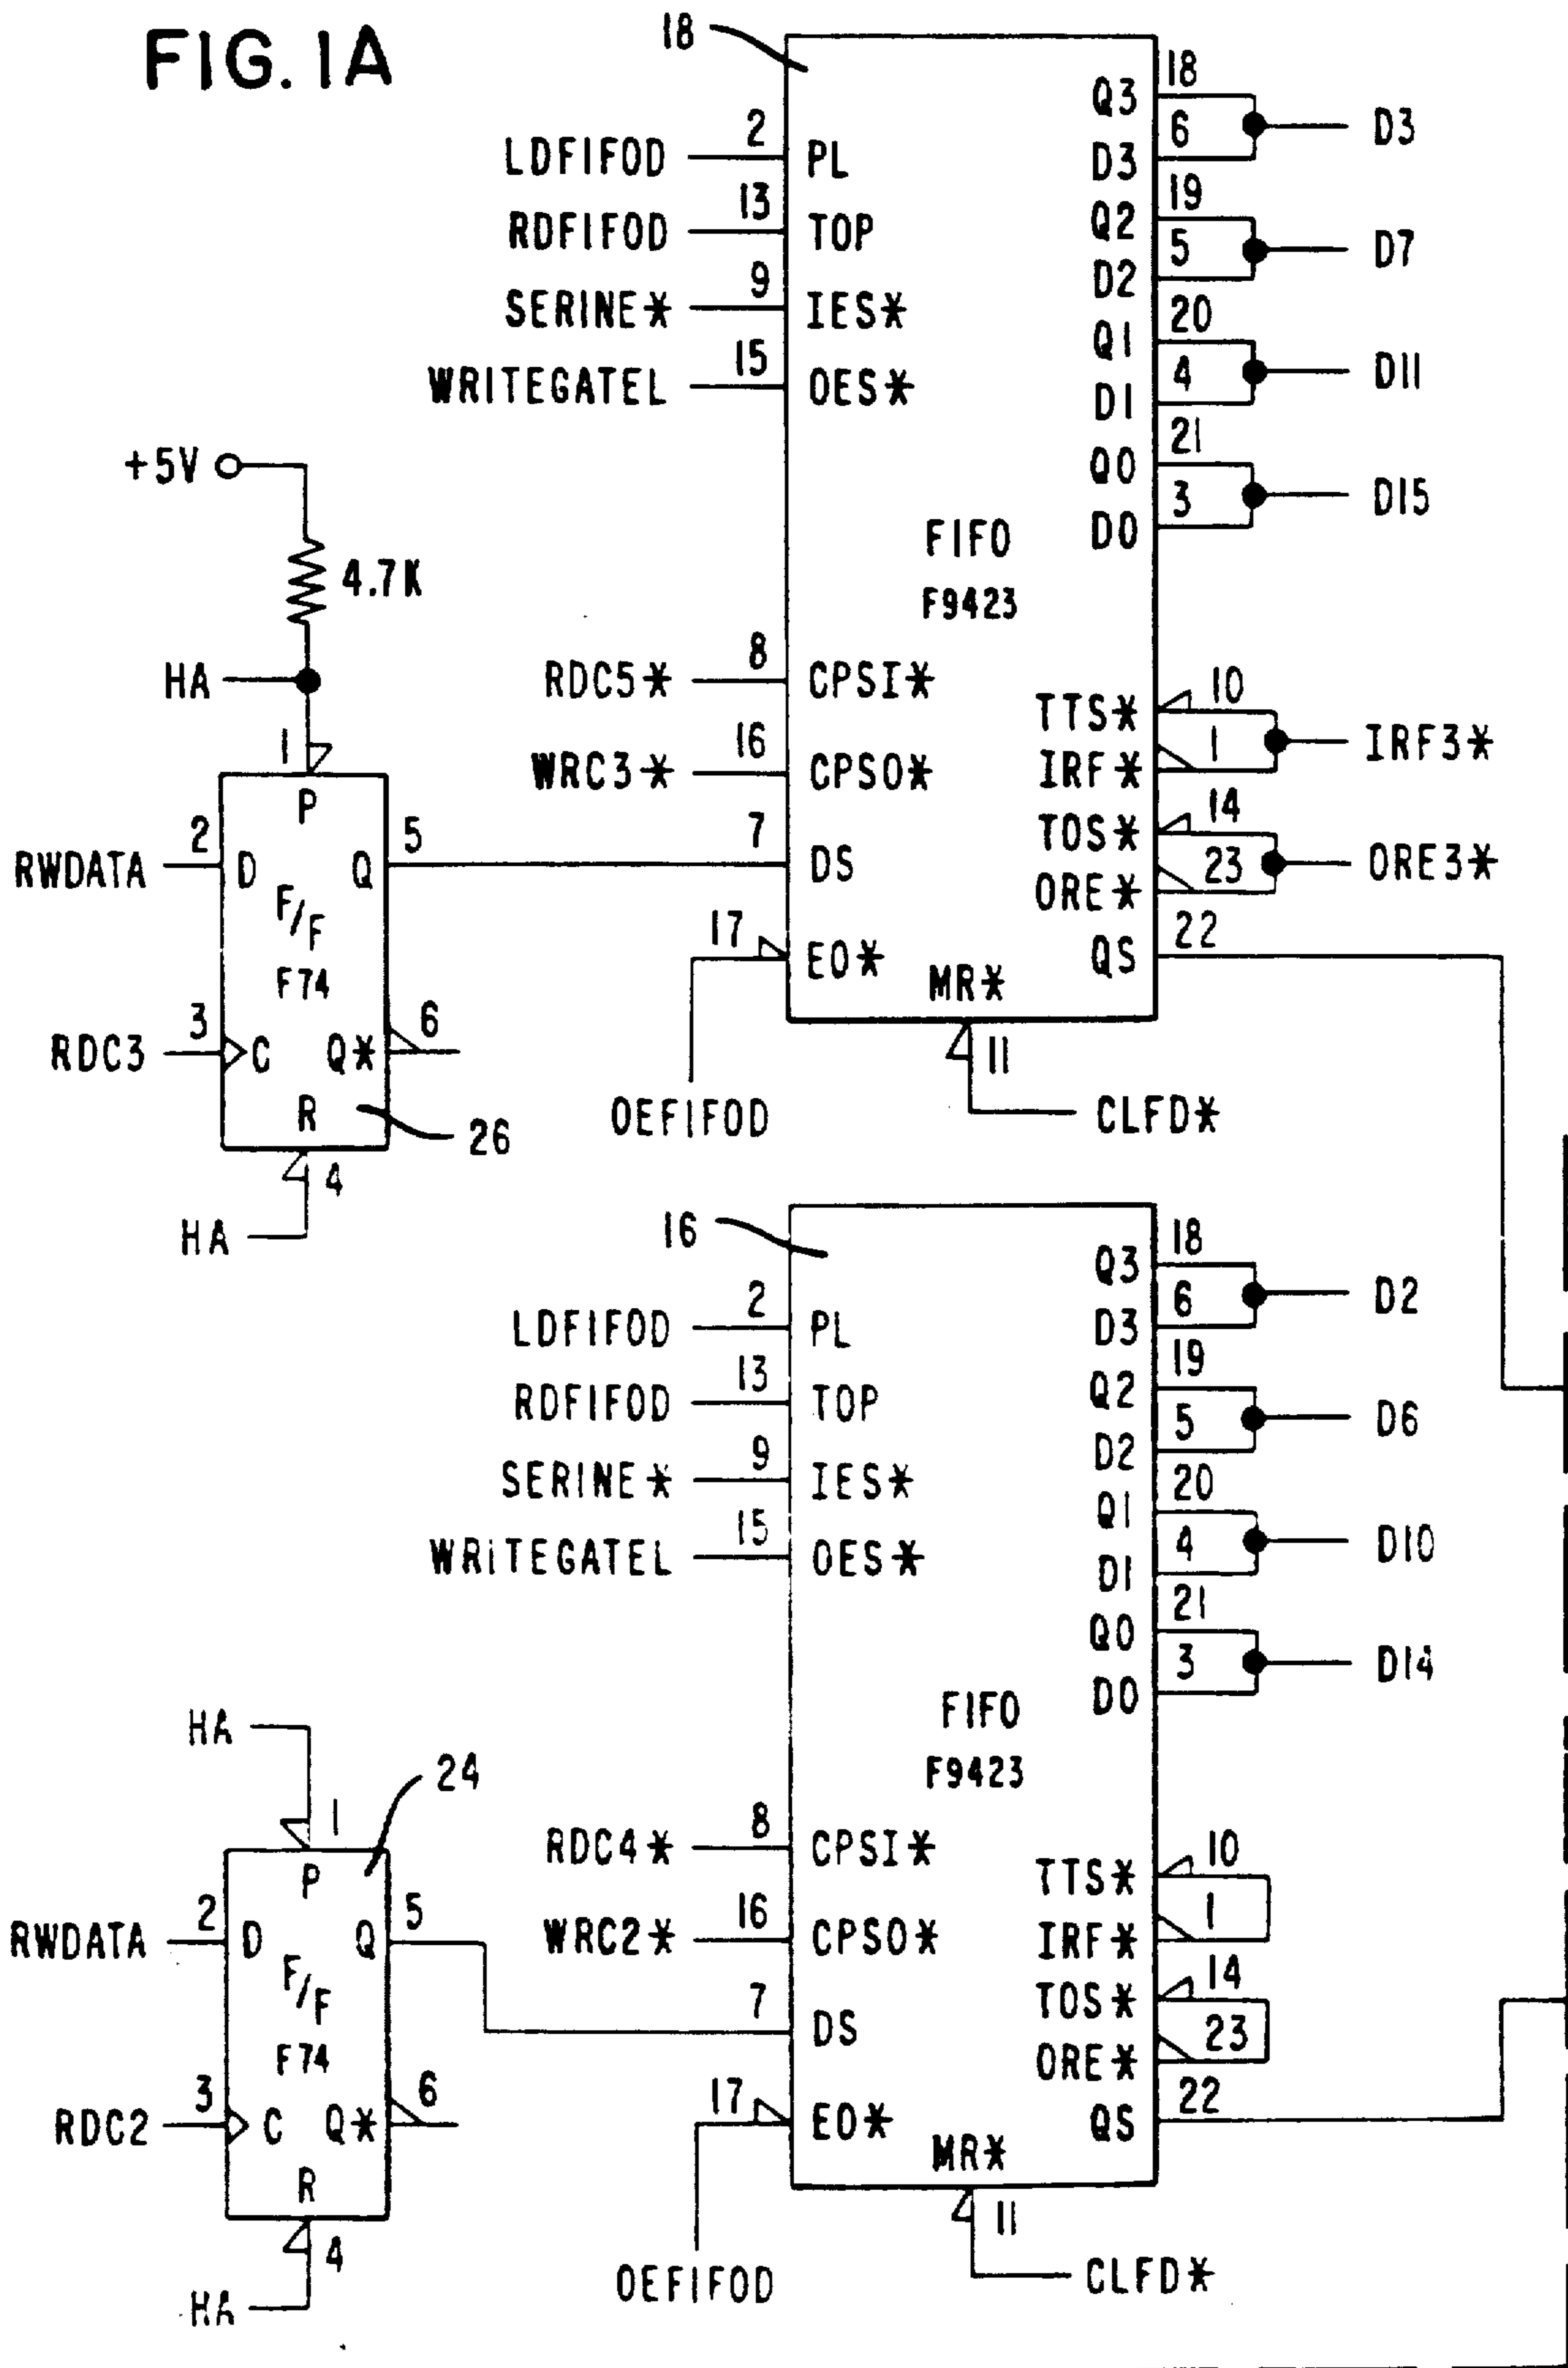 FIG. 1A
18
2
LDFIFOD
PL
13
RDFIFOD
TOP
9
SERINE*
IES*
15
WRITEGATEL
OES*
18
Q3
6
D3
D3
19
Q2
5
D2
D7
20
Q1
4
D1
D11
21
Q0
3
D0
D15
FIFO
F9423
+5V
4.7K
HA
8
RDC5*
CPSI*
16
WRC3*
CPSO*
7
DS
17
EO*
MR*
10
TTS*
1
IRF*
IRF3*
14
TOS*
23
ORE*
ORE3*
22
QS
1
P
2
RWDATA
D
Q
5
F/F
F74
3
RDC3
C
Q*
6
R
26
4
HA
OEFIFOD
11
CLFD*
16
2
LDFIFOD
PL
13
RDFIFOD
TOP
9
SERINE*
IES*
15
WRITEGATEL
OES*
18
Q3
6
D3
D2
19
Q2
5
D2
D6
20
Q1
4
D1
D10
21
Q0
3
D0
D14
FIFO
F9423
HA
24
1
P
8
RDC4*
CPSI*
16
WRC2*
CPSO*
7
DS
17
EO*
MR*
10
TTS*
1
IRF*
14
TOS*
23
ORE*
22
QS
2
RWDATA
D
Q
5
F/F
F74
3
RDC2
C
Q*
6
R
4
HA
OEFIFOD
11
CLFD*